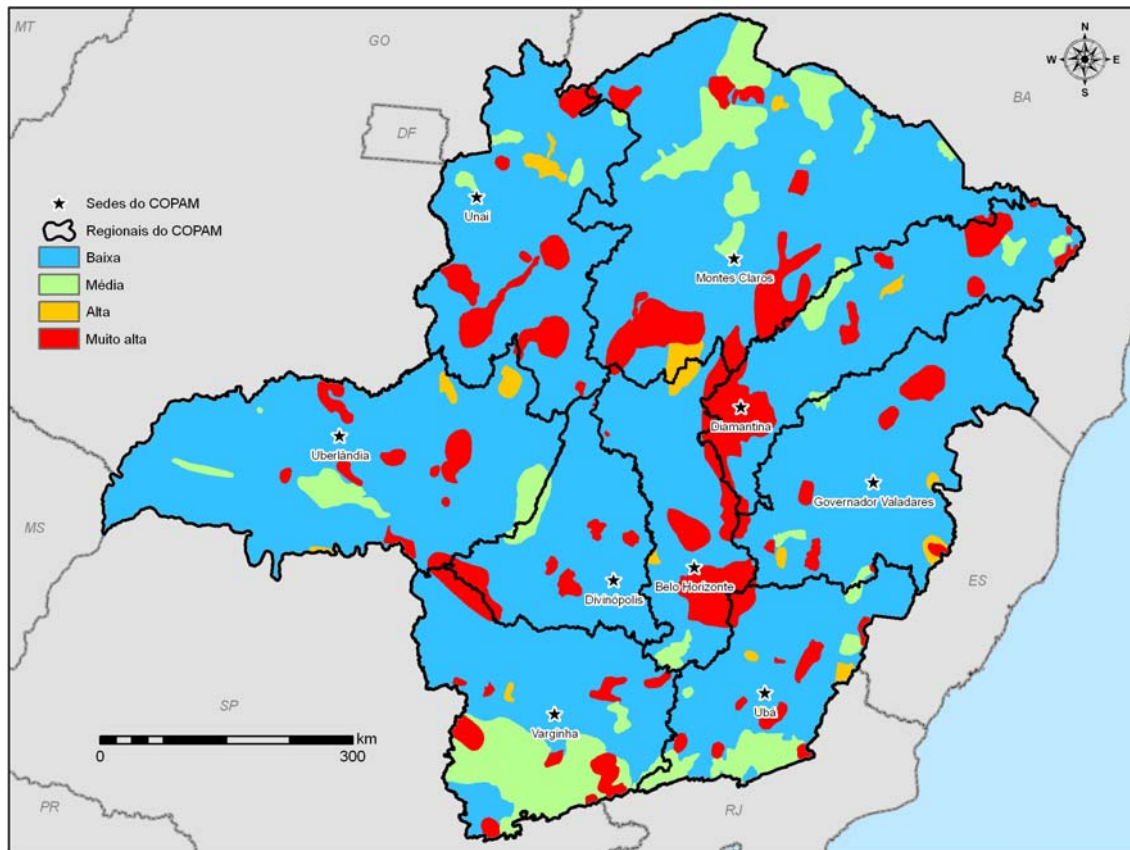 MT
GO
N
W
E
S
BA
DF
Sedes do COPAM
Regionais do COPAM
Baixa
Média
Alta
Muito alta
Unaí
Montes Claros
Diamantina
Uberlândia
Governador Valadares
MS
Belo Horizonte
Divinópolis
ES
SP
Ubá
Varginha
km
0
300
PR
RJ